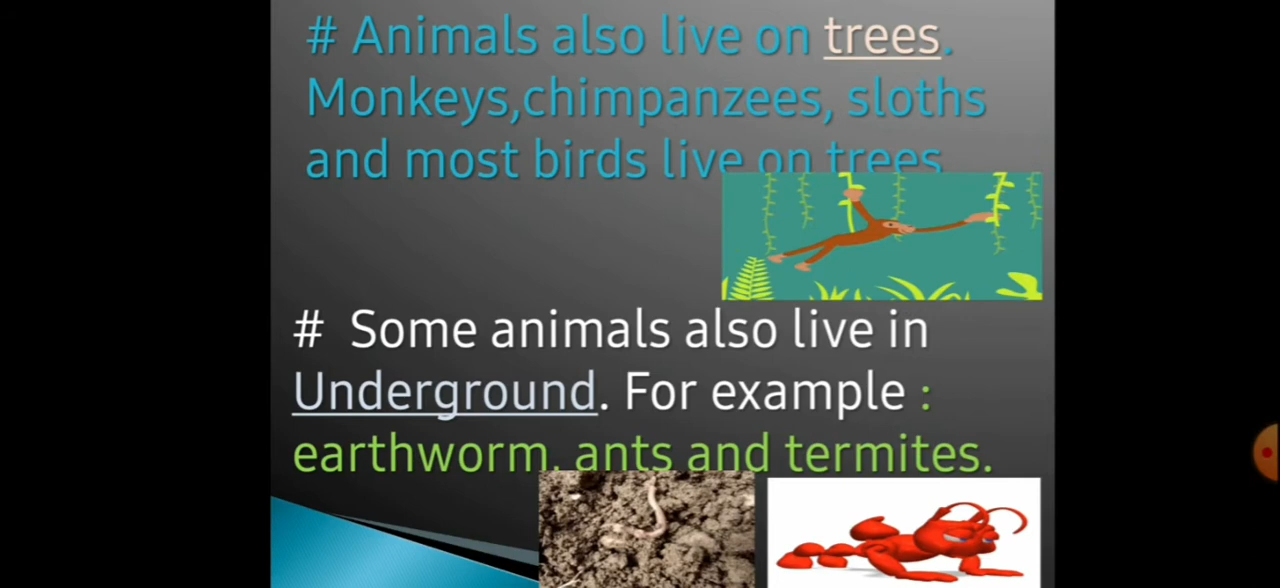 # Animals also live on trees.
Monkeys,chimpanzees, sloths
and most birds live on trees
# Some animals also live in
Underground. For example :
earthworm, ants and termites.